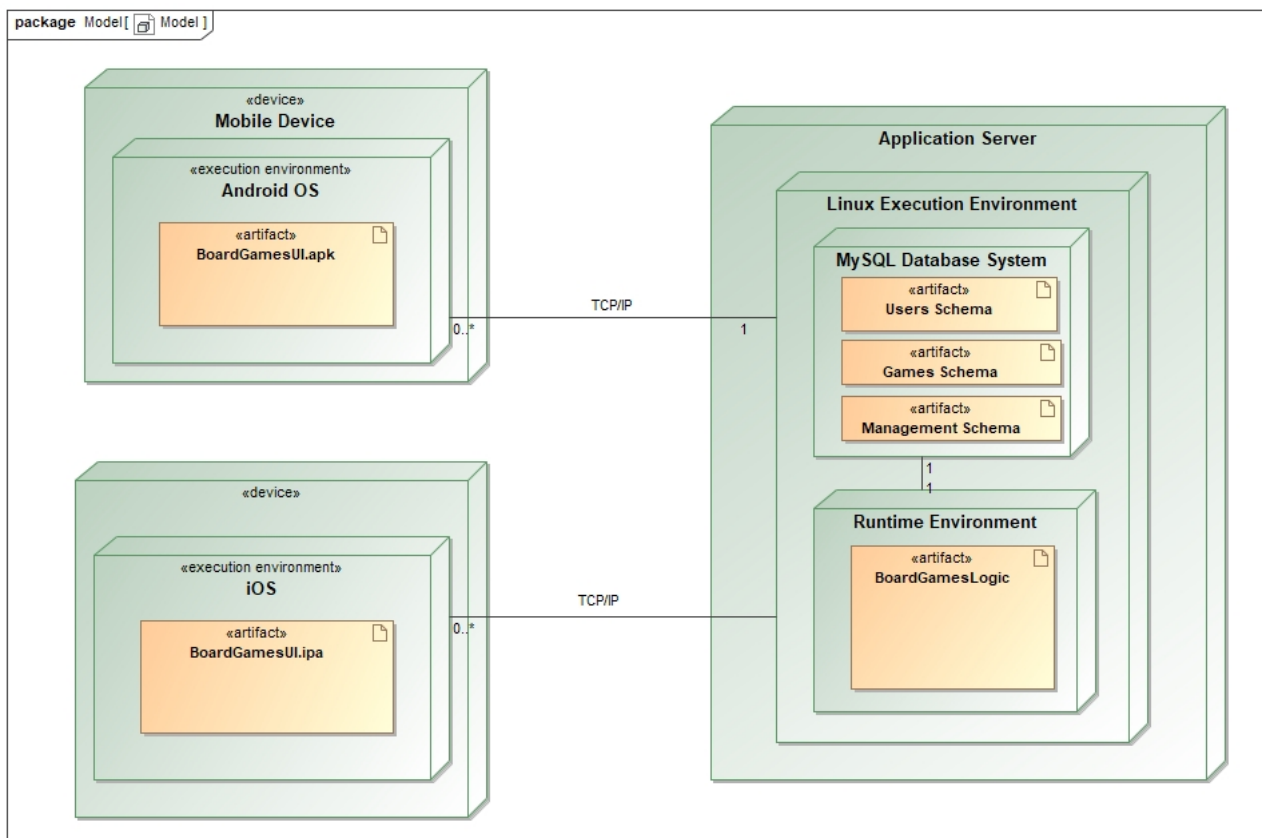 package Model[ Model ]
«device»
Mobile Device
«execution environment»
Android OS
«artifact»
BoardGamesUI.apk
0..*
TCP/IP
1
«device»
«execution environment»
iOS
«artifact»
BoardGamesUI.ipa
0..*
TCP/IP
Application Server
Linux Execution Environment
MySQL Database System
«artifact»
Users Schema
«artifact»
Games Schema
«artifact»
Management Schema
1
1
Runtime Environment
«artifact»
BoardGamesLogic